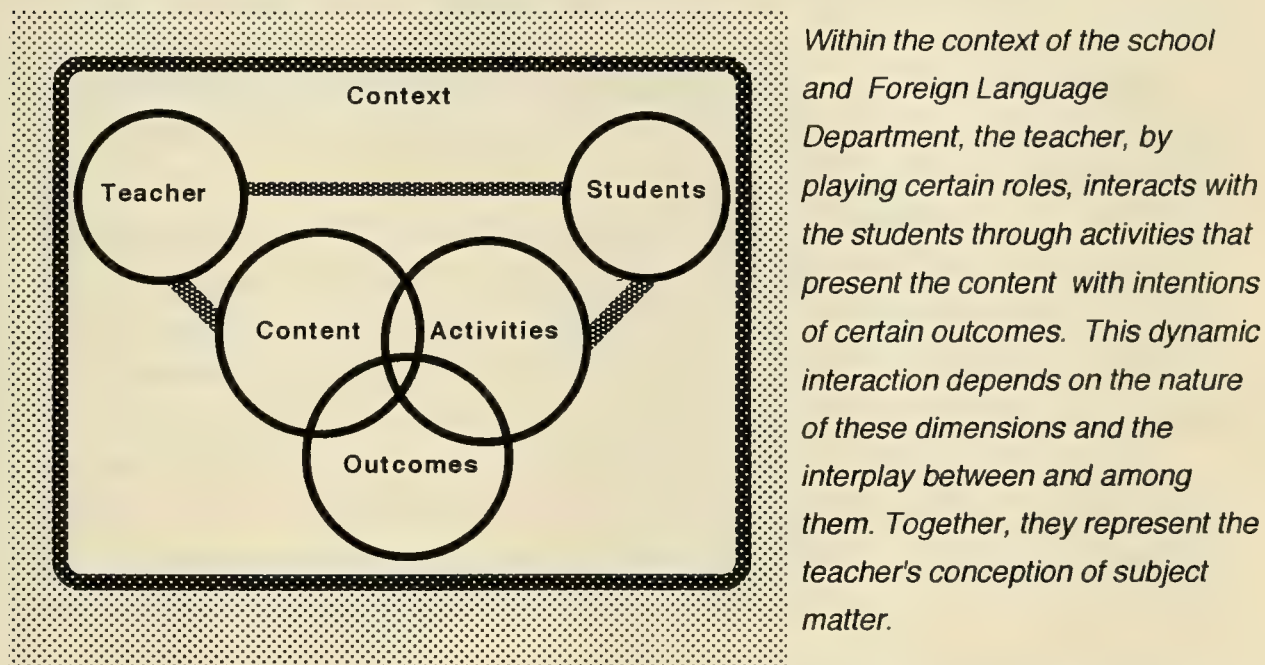 Context
Teacher
Students
Content
Activities
Outcomes
Within the context of the school
and Foreign Language
Department, the teacher, by
playing certain roles, interacts with
the students through activities that
present the content with intentions
of certain outcomes. This dynamic
interaction depends on the nature
of these dimensions and the
interplay between and among
them. Together, they represent the
teacher's conception of subject
matter.